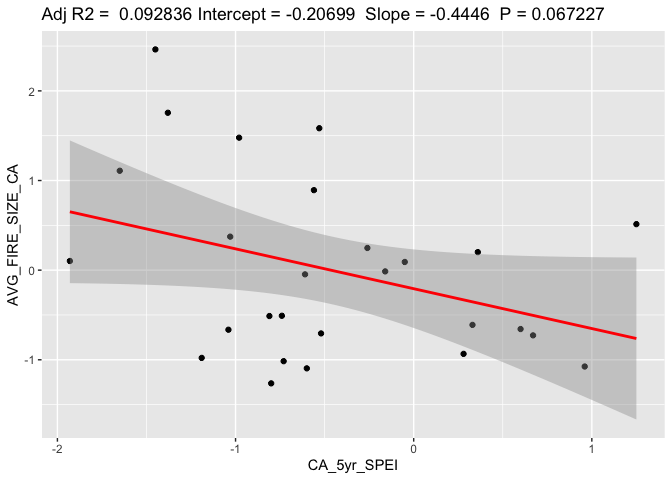 Adj R2 =  0.092836 Intercept = -0.20699  Slope = -0.4446  P = 0.067227
AVG_FIRE_SIZE_CA
2
1
0
-1
-2
-1
0
1
CA_5yr_SPEI